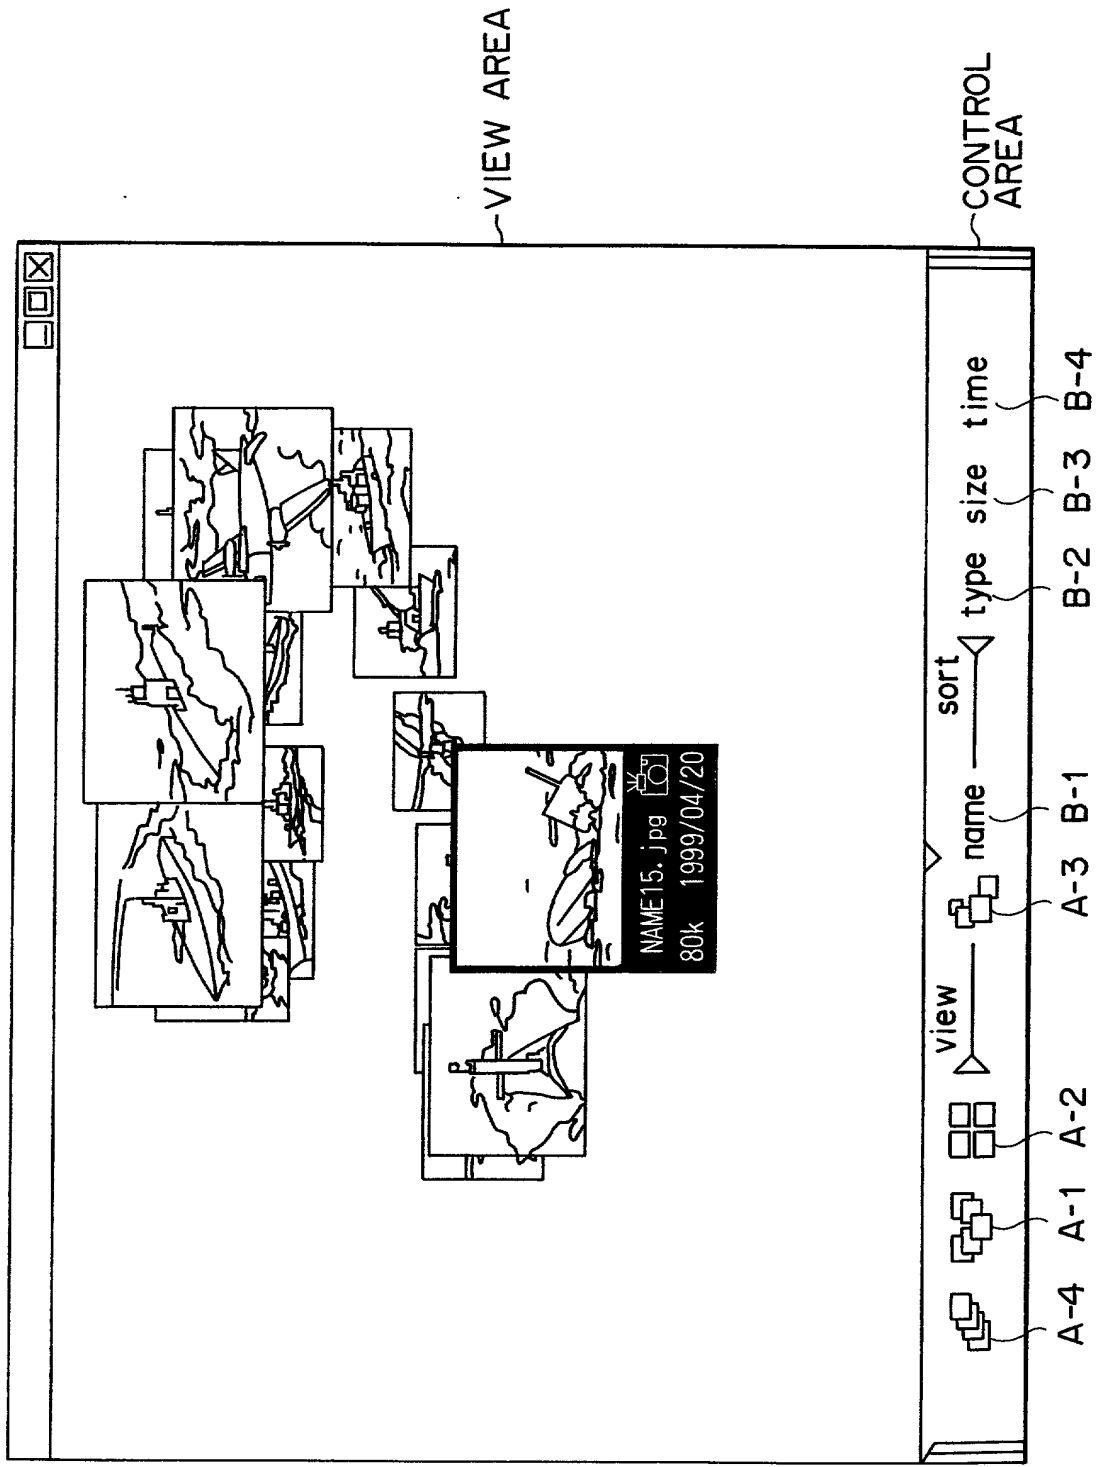 VIEW AREA
NAME15.jpg
80k 1999/04/20
view sort
name type size time
CONTROL
AREA
A-4 A-1 A-2 A-3 B-1 B-2 B-3 B-4